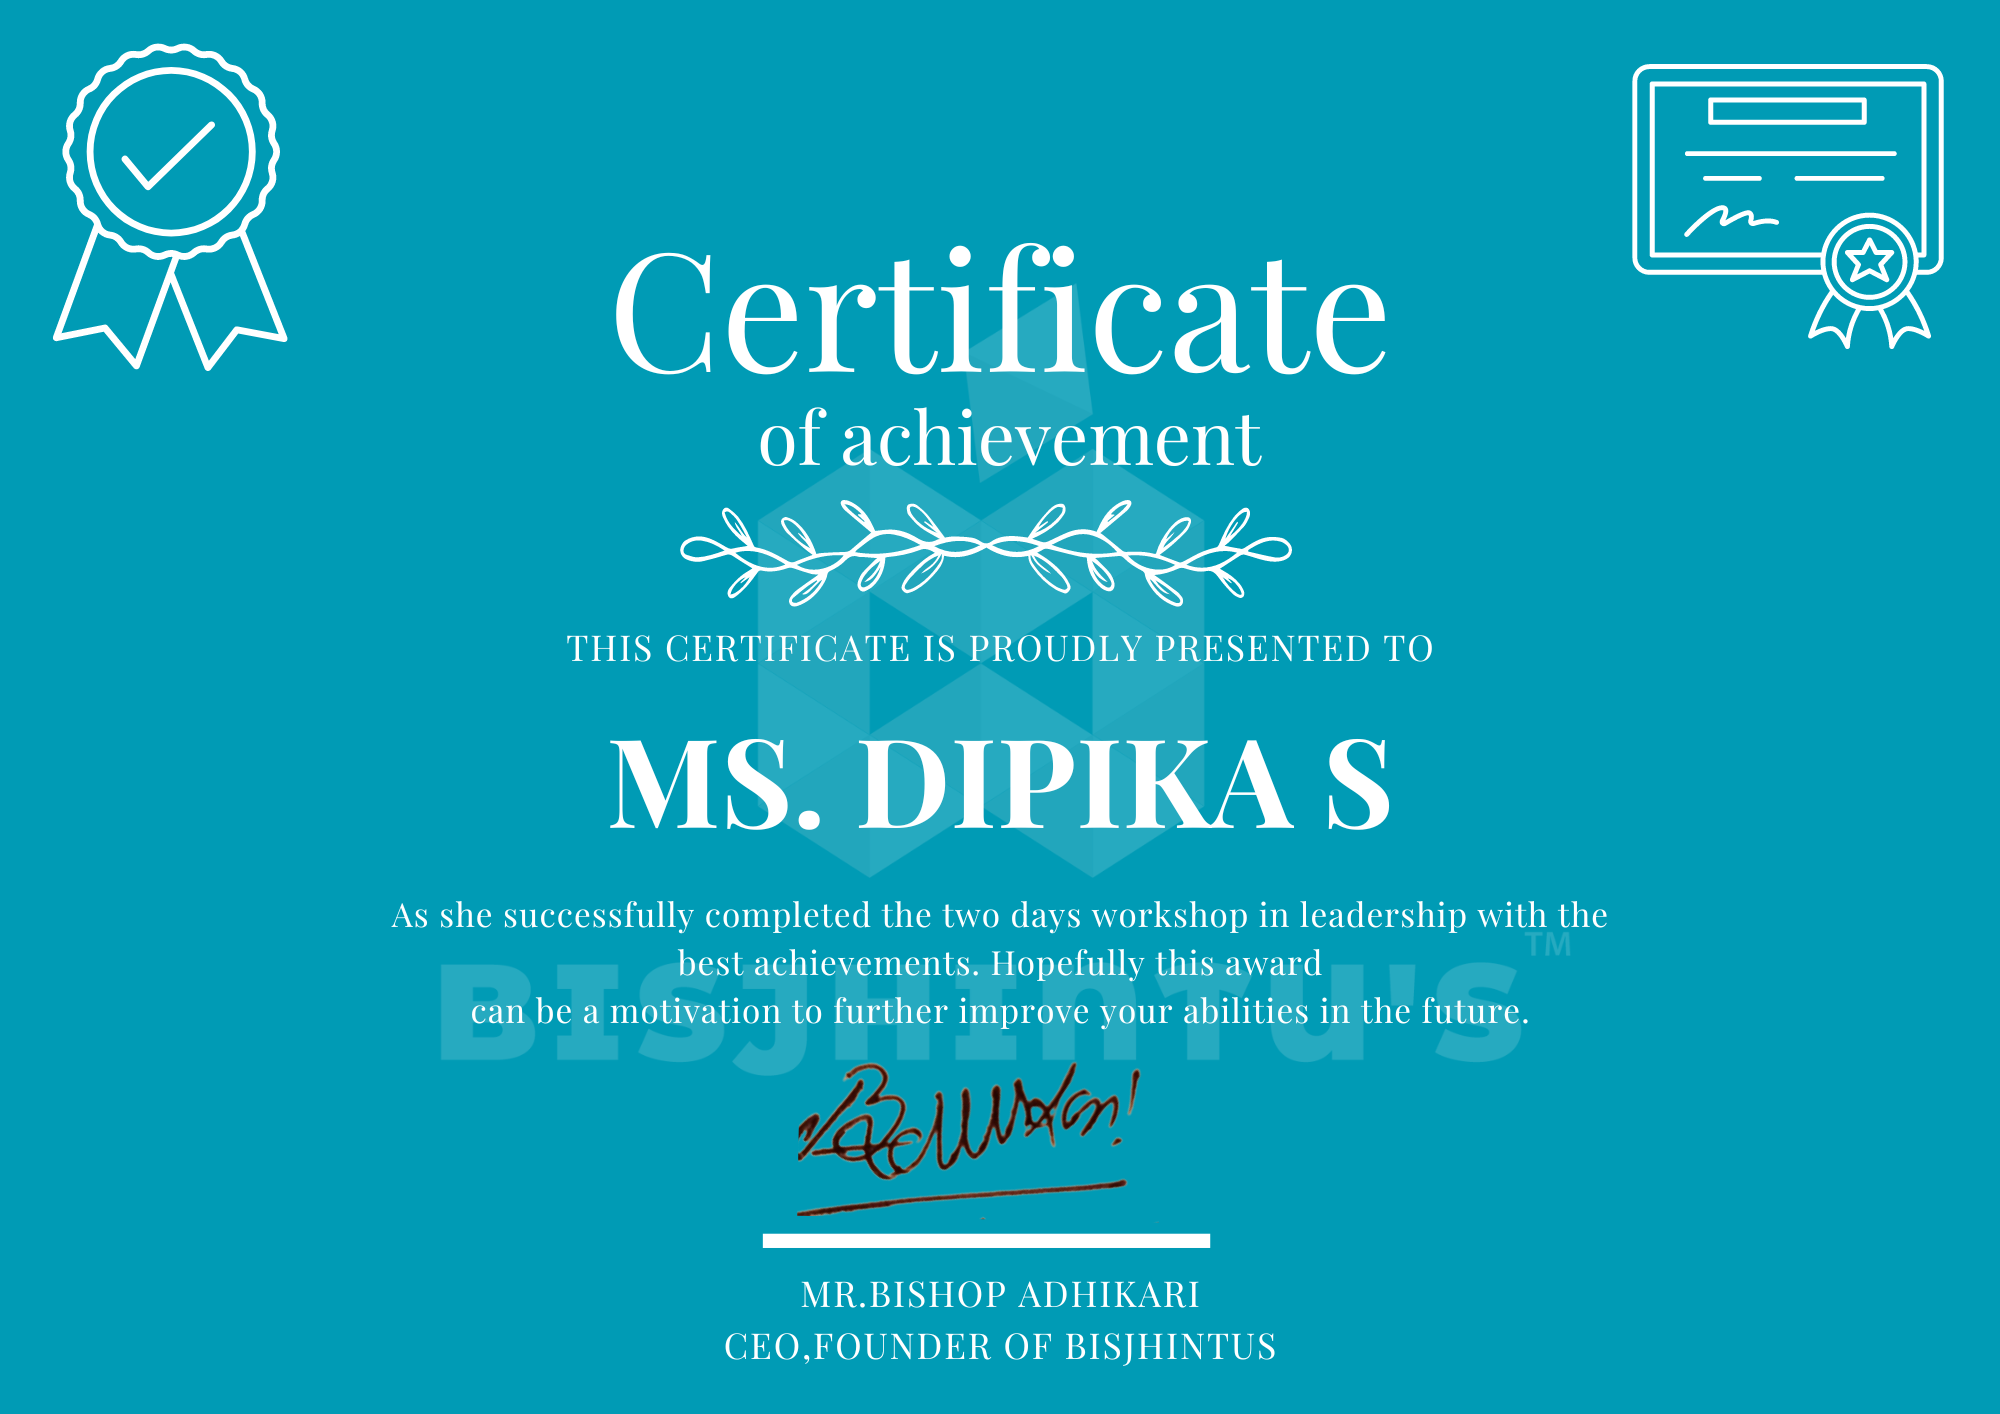 Certificate
of achievement
THIS CERTIFICATE IS PROUDLY PRESENTED TO
MS. DIPIKA S
As she successfully completed the two days workshop in leadership with the
best achievements. Hopefully this award
can be a motivation to further improve your abilities in the future.
BISJHINTU'S™
MR.BISHOP ADHIKARI
CEO,FOUNDER OF BISJHINTUS